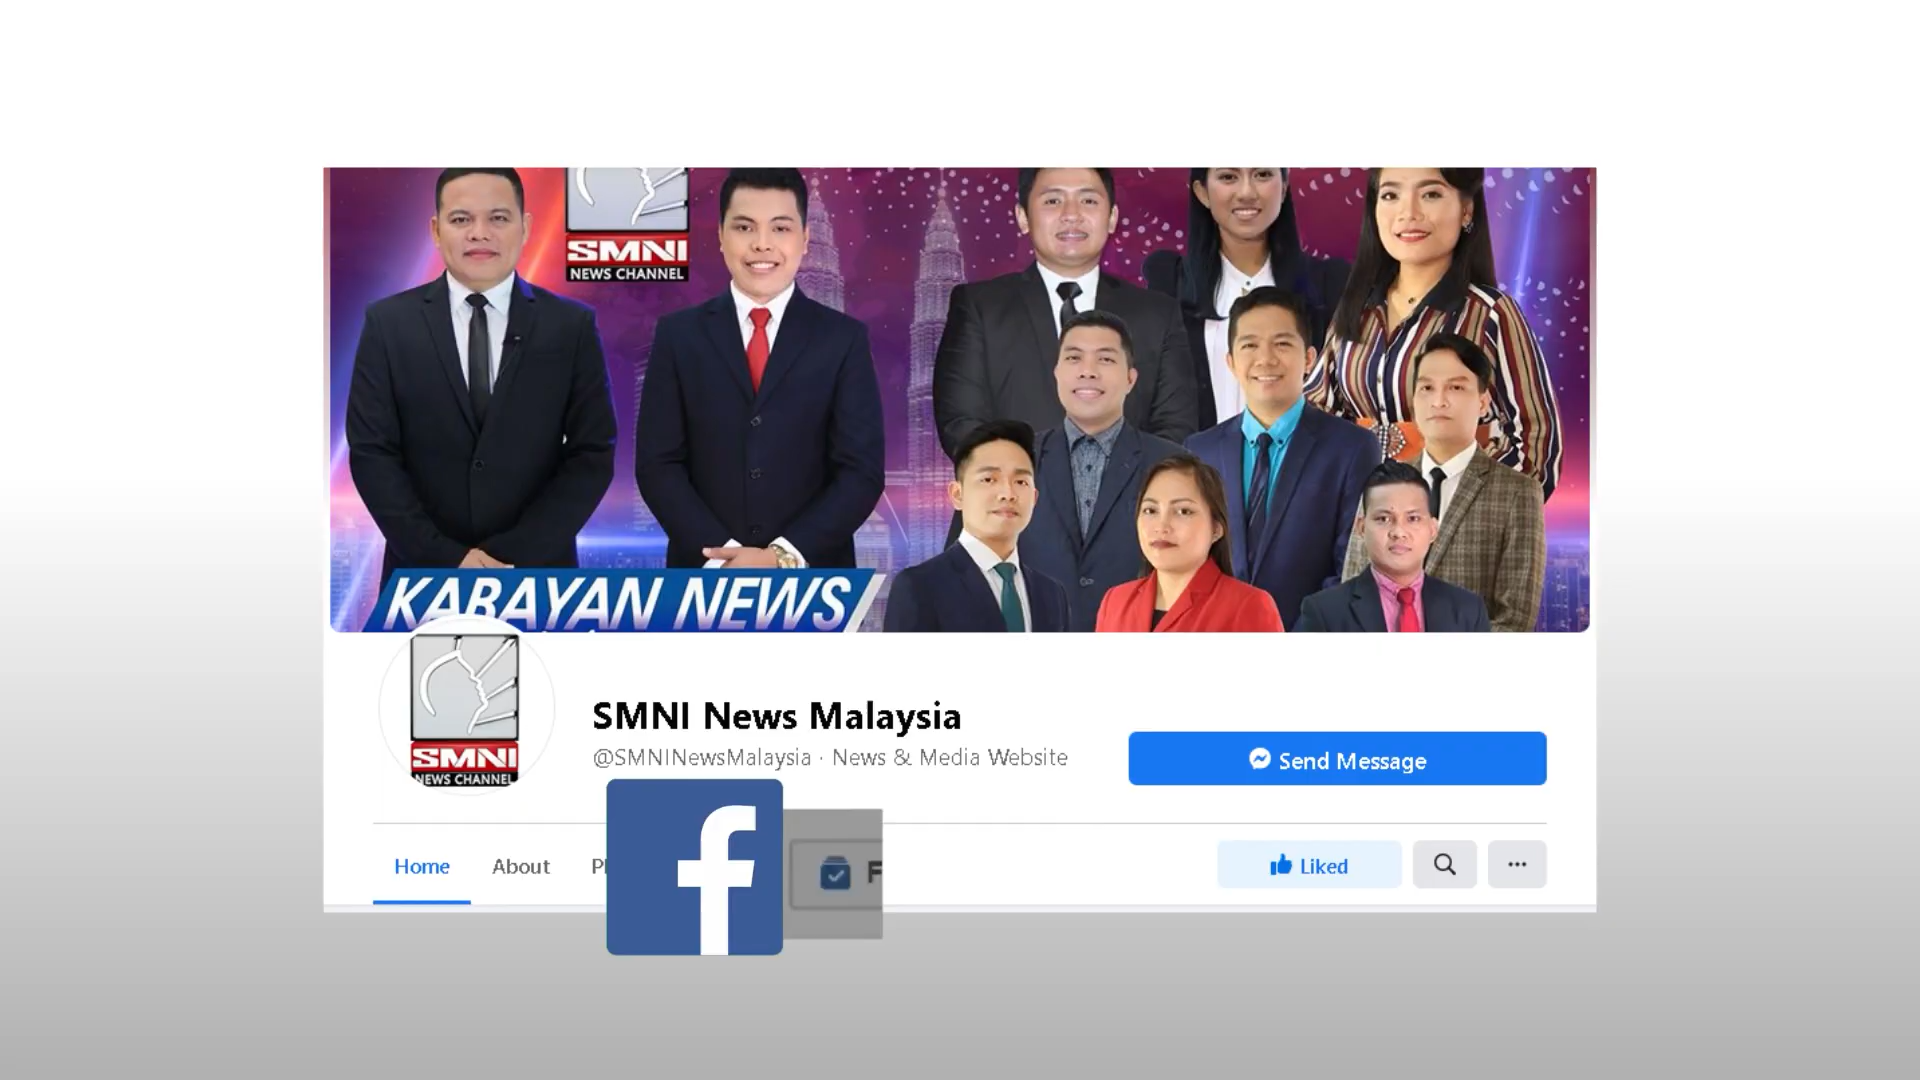 SMNI
NEWS CHANNEL
KABAYAN NEWS
SMNI
NEWS CHANNEL
SMNI News Malaysia
@SMNINewsMalaysia · News & Media Website
Send Message
Home
About
Liked